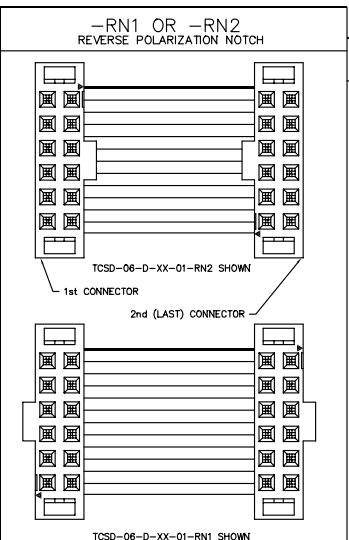 -RN1 OR -RN2
REVERSE POLARIZATION NOTCH
TCSD-06-D-XX-01-RN2 SHOWN
1st CONNECTOR
2nd (LAST) CONNECTOR
TCSD-06-D-XX-01-RN1 SHOWN